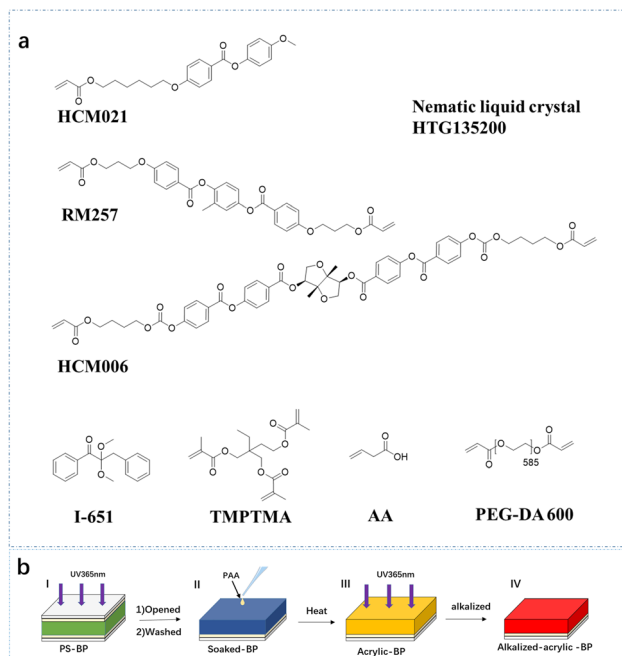 a
HCM021
Nematic liquid crystal
HTG135200
RM257
HCM006
I-651
TMPTMA
AA
PEG-DA 600
585
b
I
UV365nm
PS-BP
1)Opened
2)Washed
II
PAA
Soaked-BP
Heat
III
UV365nm
Acrylic-BP
alkalized
IV
Alkalized-acrylic -BP